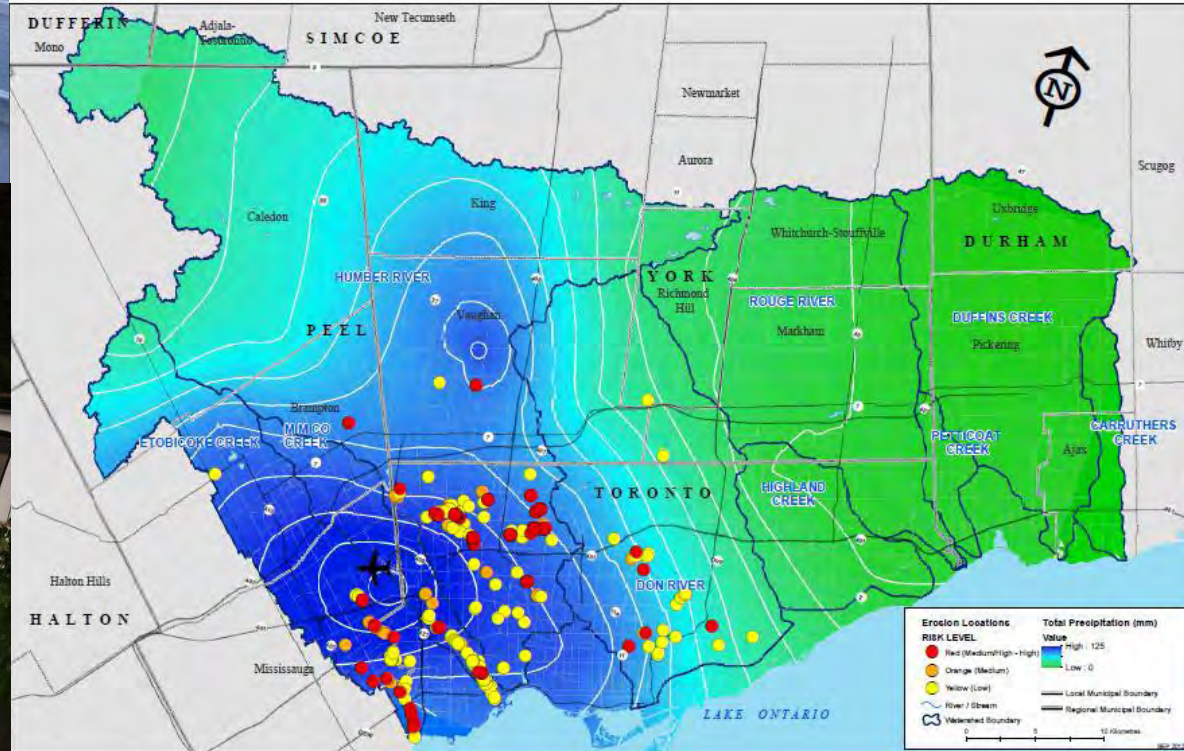 DUFFERIN
Mono
Adjala-
Tosorontio
SIMCOE
New Tecumseth
Newmarket
Aurora
Scugog
N
Caledon
King
Uxbridge
Whitchurch-Stouffville
DURHAM
HUMBER RIVER
YORK
Richmond
Hill
ROUGE RIVER
PEEL
Vaughan
Markham
DUFFINS CREEK
Pickering
Whitby
Brampton
ETOBICOKE CREEK
MIMICO
CREEK
PETTICOAT
CREEK
CARRUTHERS
CREEK
Ajax
TORONTO
HIGHLAND
CREEK
Halton Hills
HALTON
DON RIVER
Mississauga
LAKE ONTARIO
Erosion Locations
RISK LEVEL
Red (Medium/High - High)
Orange (Medium)
Yellow (Low)
River / Stream
Watershed Boundary
Total Precipitation (mm)
Value
High : 125
Low : 0
Local Municipal Boundary
Regional Municipal Boundary
0 5 10 Kilometres